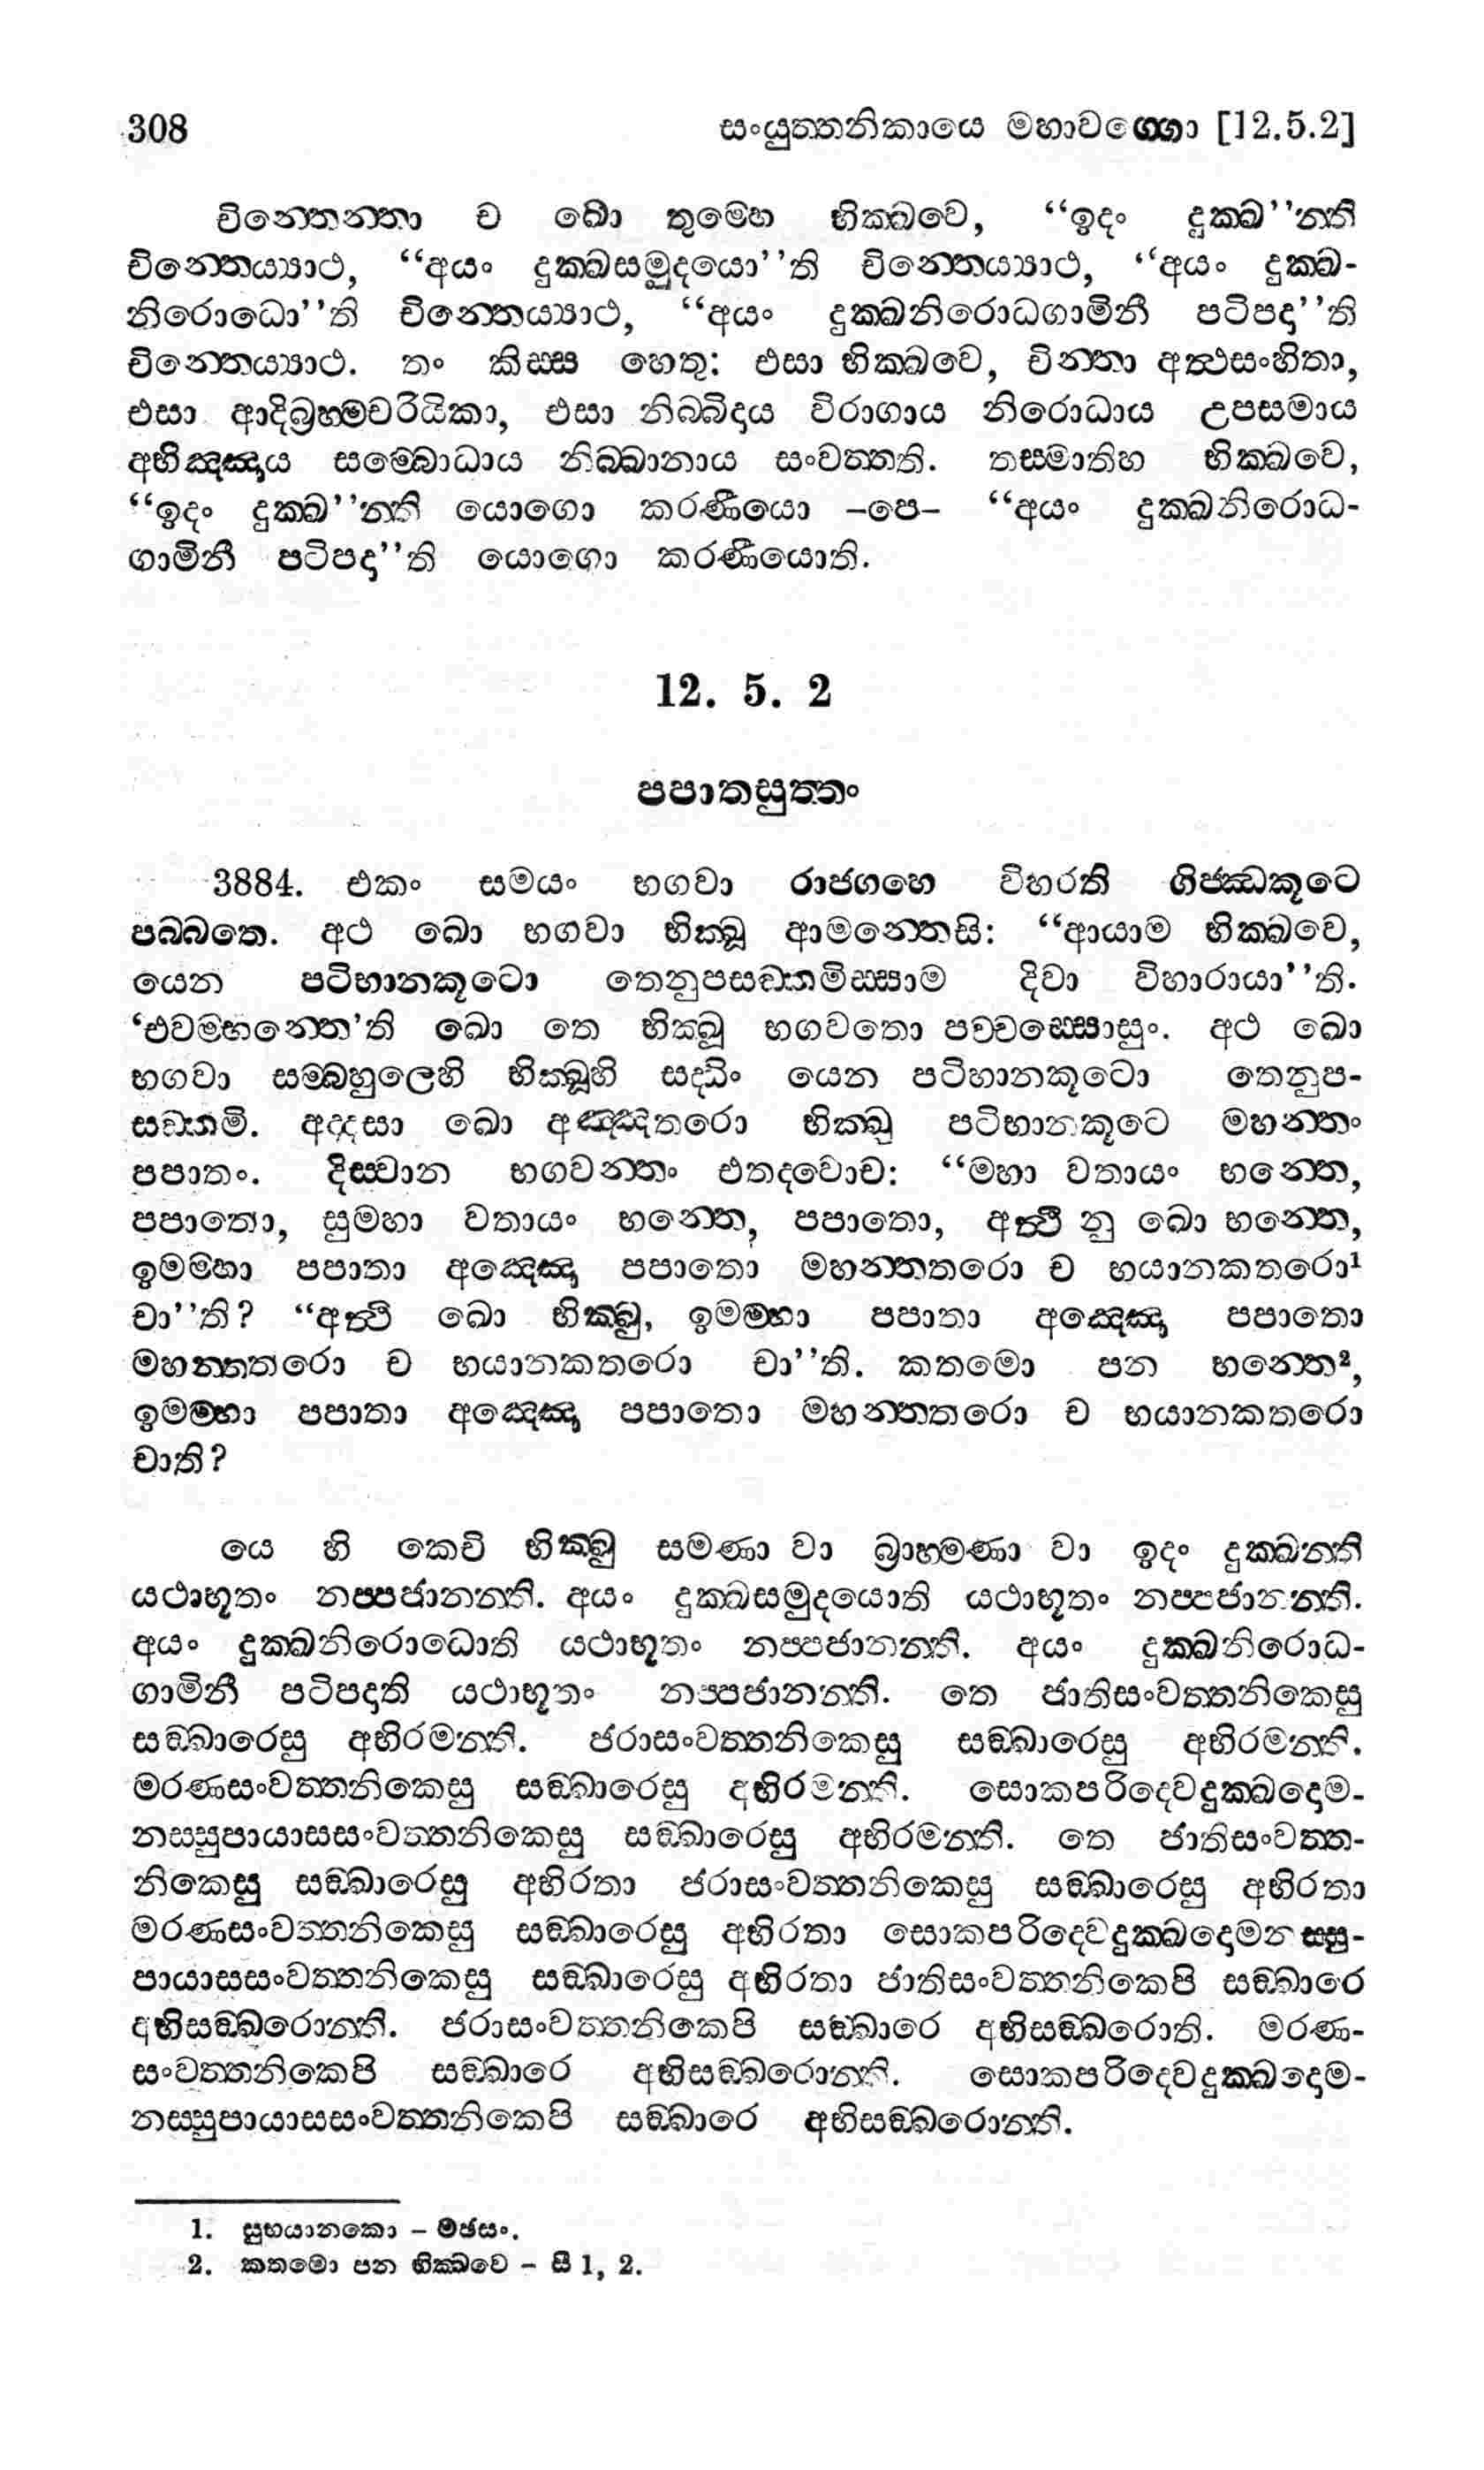 308 සංයුත්තනිකායෙ මහාවග්ගො [12.5.2]
චින්තෙන්තා ච ඛො තුම්හෙ භික්ඛවෙ, “ඉදං දුක්ඛ”න්ති
චින්තෙය්‍යාථ, “අයං දුක්ඛසමුදයො”ති චින්තෙය්‍යාථ, “අයං දුක්ඛ-
නිරොධො”ති චින්තෙය්‍යාථ, “අයං දුක්ඛනිරොධගාමිනී පටිපදා”ති
චින්තෙය්‍යාථ. තං කිස්ස හෙතු: එසා භික්ඛවෙ, චින්තා අත්ථසංහිතා,
එසා ආදිබ්‍රහ්මචරියිකා, එසා නිබ්බිදාය විරාගාය නිරොධාය උපසමාය
අභිඤ්ඤාය සම්බොධාය නිබ්බානාය සංවත්තති. තස්මාතිහ භික්ඛවෙ,
“ඉදං දුක්ඛ”න්ති යොගො කරණීයො -පෙ- “අයං දුක්ඛනිරොධ-
ගාමිනී පටිපදා”ති යොගො කරණීයොති.
12. 5. 2
පපාතසුත්තං
3884. එකං සමයං භගවා රාජගහෙ විහරති ගිජ්ඣකූටෙ
පබ්බතෙ. අථ ඛො භගවා භික්ඛූ ආමන්තෙසි: “ආයාම භික්ඛවෙ,
යෙන පටිභානකූටො තෙනුපසඞ්කමිස්සාම දිවා විහාරායා”ති.
‘එවම්භන්තෙ’ති ඛො තෙ භික්ඛූ භගවතො පච්චස්සොසුං. අථ ඛො
භගවා සම්බහුලෙහි භික්ඛූහි සද්ධිං යෙන පටිභානකූටො තෙනුප-
සඞ්කමි. අද්දසා ඛො අඤ්ඤතරො භික්ඛු පටිභානකූටෙ මහන්තං
පපාතං. දිස්වාන භගවන්තං එතදවොච: “මහා වතායං භන්තෙ,
පපාතො, සුමහා වතායං භන්තෙ, පපාතො, අත්ථි නු ඛො භන්තෙ,
ඉමම්හා පපාතා අඤ්ඤො පපාතො මහන්තතරො ච භයානකතරො1
චා”ති? “අත්ථි ඛො භික්ඛු, ඉමම්හා පපාතා අඤ්ඤො පපාතො
මහන්තතරො ච භයානකතරො චා”ති. කතමො පන භන්තෙ2,
ඉමම්හා පපාතා අඤ්ඤො පපාතො මහන්තතරො ච භයානකතරො
චාති?
යෙ හි කෙචි භික්ඛු සමණා වා බ්‍රාහ්මණා වා ඉදං දුක්ඛන්ති
යථාභූතං නප්පජානන්ති. අයං දුක්ඛසමුදයොති යථාභූතං නප්පජානන්ති.
අයං දුක්ඛනිරොධොති යථාභූතං නප්පජානන්ති. අයං දුක්ඛනිරොධ-
ගාමිනී පටිපදාති යථාභූතං නප්පජානන්ති. තෙ ජාතිසංවත්තනිකෙසු
සඞ්ඛාරෙසු අභිරමන්ති. ජරාසංවත්තනිකෙසු සඞ්ඛාරෙසු අභිරමන්ති.
මරණසංවත්තනිකෙසු සඞ්ඛාරෙසු අභිරමන්ති. සොකපරිදෙවදුක්ඛදොම-
නස්සුපායාසසංවත්තනිකෙසු සඞ්ඛාරෙසු අභිරමන්ති. තෙ ජාතිසංවත්ත-
නිකෙසු සඞ්ඛාරෙසු අභිරතා ජරාසංවත්තනිකෙසු සඞ්ඛාරෙසු අභිරතා
මරණසංවත්තනිකෙසු සඞ්ඛාරෙසු අභිරතා සොකපරිදෙවදුක්ඛදොමනස්සු-
පායාසසංවත්තනිකෙසු සඞ්ඛාරෙසු අභිරතා ජාතිසංවත්තනිකෙපි සඞ්ඛාරෙ
අභිසඞ්ඛරොන්ති. ජරාසංවත්තනිකෙපි සඞ්ඛාරෙ අභිසඞ්ඛරොති. මරණ-
සංවත්තනිකෙපි සඞ්ඛාරෙ අභිසඞ්ඛරොන්ති. සොකපරිදෙවදුක්ඛදොම-
නස්සුපායාසසංවත්තනිකෙපි සඞ්ඛාරෙ අභිසඞ්ඛරොන්ති.
1. සුභයානකො - මඡසං.
2. කතමො පන භික්ඛවෙ - සී 1, 2.